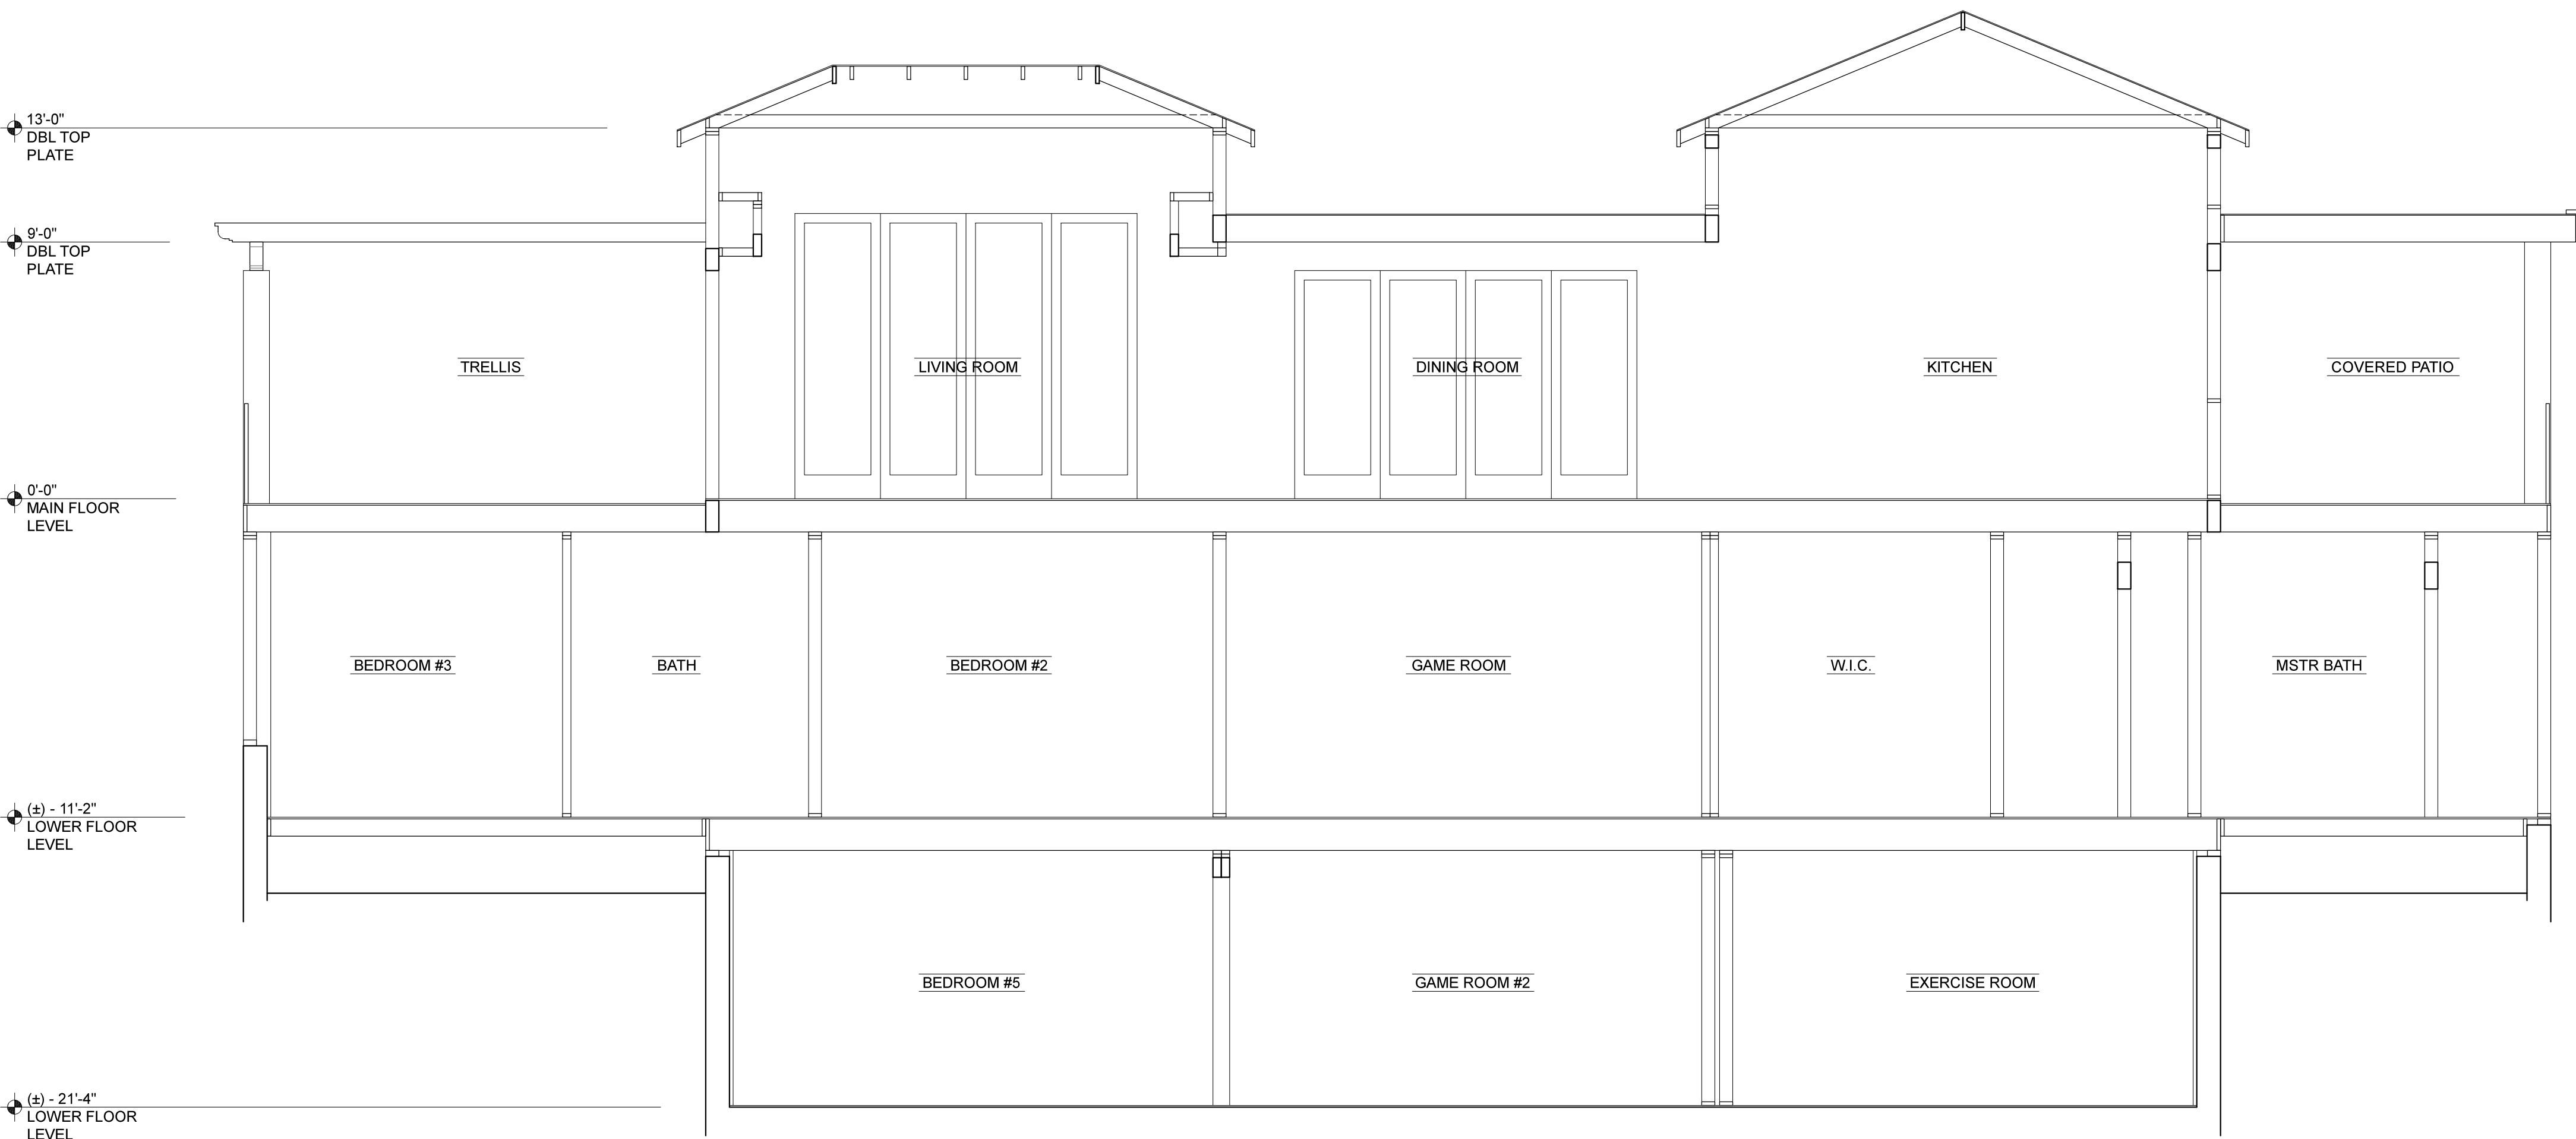 13'-0"
DBL TOP
PLATE
9'-0"
DBL TOP
PLATE
TRELLIS
LIVING ROOM
DINING ROOM
KITCHEN
COVERED PATIO
0'-0"
MAIN FLOOR
LEVEL
BEDROOM #3
BATH
BEDROOM #2
GAME ROOM
W.I.C.
MSTR BATH
(±) - 11'-2"
LOWER FLOOR
LEVEL
BEDROOM #5
GAME ROOM #2
EXERCISE ROOM
(±) - 21'-4"
LOWER FLOOR
LEVEL